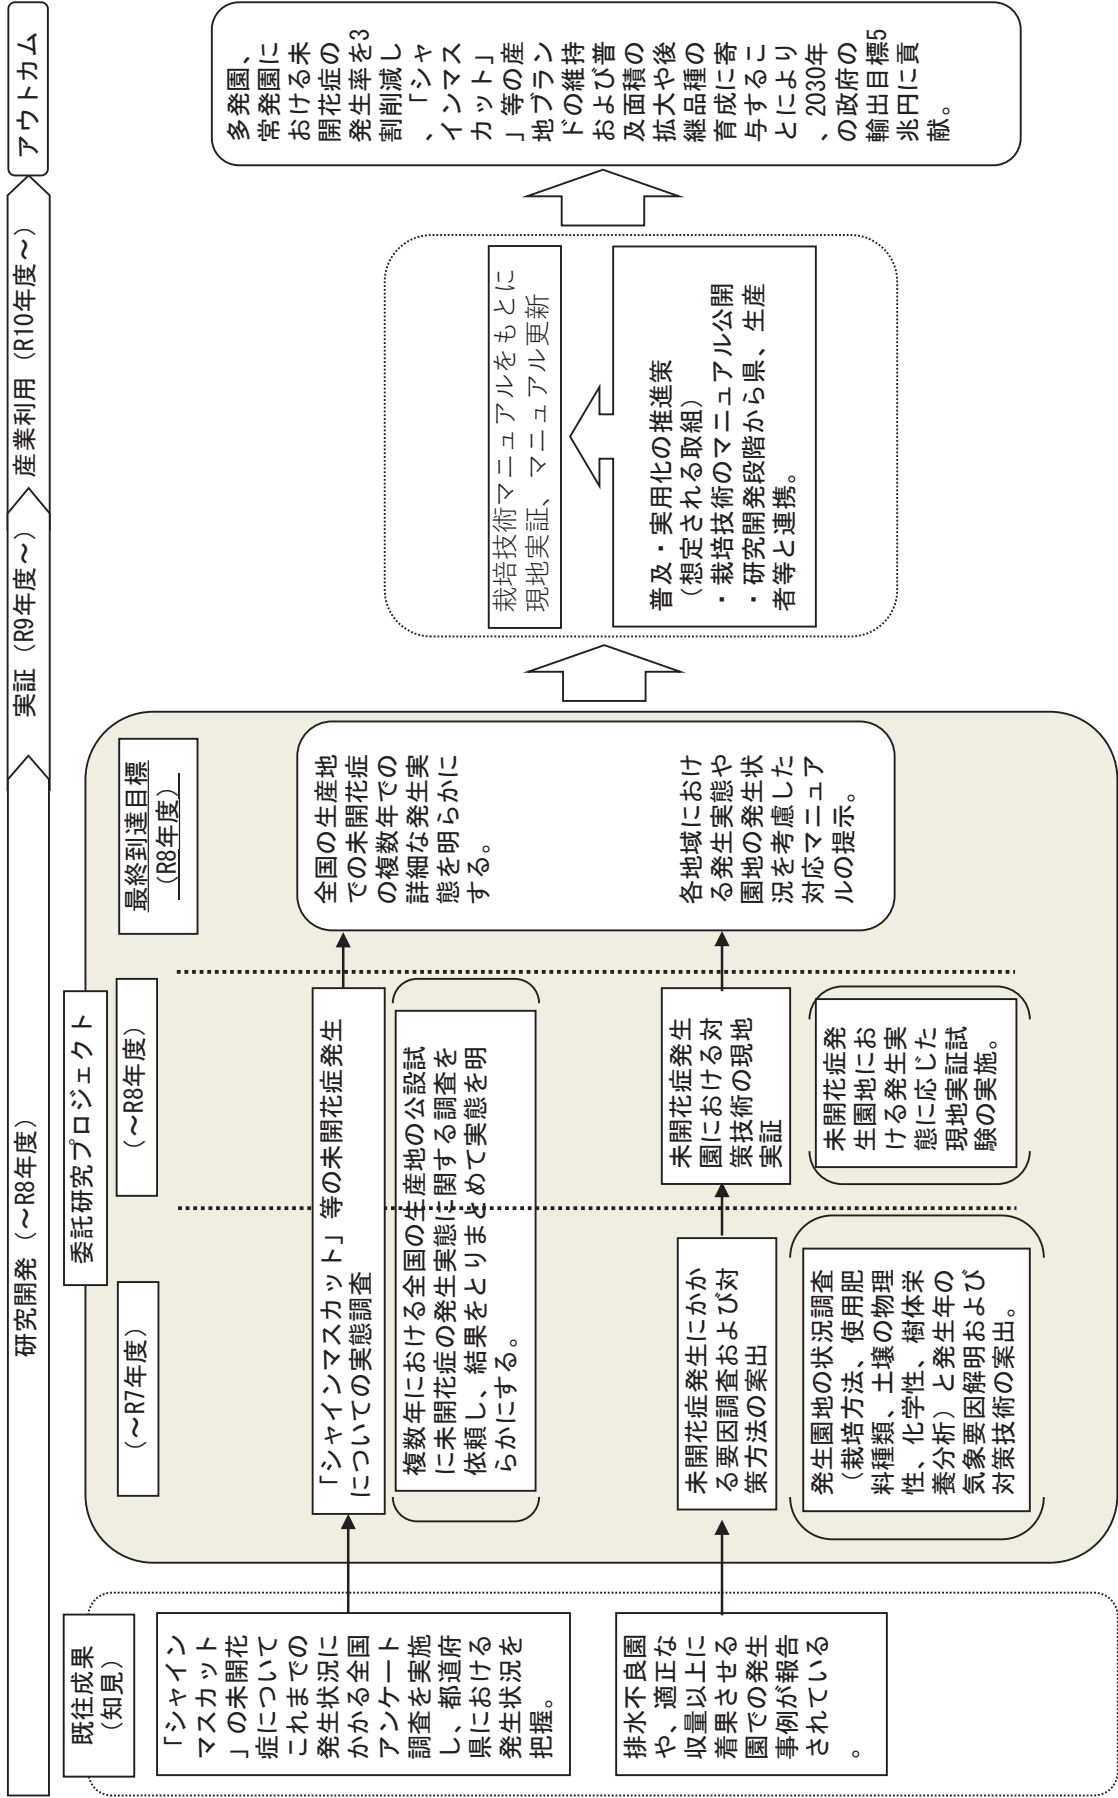 研究開発（～R8年度）
実証（R9年度～）
産業利用（R10年度～）
アウトカム
既往成果
（知見）
「シャイン
マスカット
」の未開花
症について
これまでの
発生状況に
かかる全国
アンケート
調査を実施
し、都道府
県における
発生状況を
把握。
排水不良園
や、適正な
収量以上に
着果させる
園での発生
事例が報告
されている
。
委託研究プロジェクト
（～R7年度）
（～R8年度）
最終到達目標
（R8年度）
「シャインマスカット」等の未開花症発生
についての実態調査
複数年における全国の生産地の公設試
に未開花症の発生実態に関する調査を
依頼し、結果をとりまとめて実態を明
らかにする。
未開花症発生にかか
る要因調査および対
策方法の案出
発生園地の状況調査
（栽培方法、使用肥
料種類、土壌の物理
性、化学性、樹体栄
養分析）と発生年の
気象要因解明および
対策技術の案出。
未開花症発生
園における対
策技術の現地
実証
未開花症発
生園地にお
ける発生実
態に応じた
現地実証試
験の実施。
全国の生産地
での未開花症
の複数年での
詳細な発生実
態を明らかに
する。
各地域におけ
る発生実態や
園地の発生状
況を考慮した
対応マニュア
ルの提示。
栽培技術マニュアルをもとに
現地実証、マニュアル更新
普及・実用化の推進策
（想定される取組）
・栽培技術のマニュアル公開
・研究開発段階から県、生産
者等と連携。
多発園、
常発園に
おける未
開花症の
発生率を3
割削減し
、「シャ
インマス
カット」
」等の産
地ブラン
ドの維持
および普
及面積の
拡大や後
継品種の
育成に寄
与するこ
とにより
、2030年
の政府の
輸出目標5
兆円に貢
献。